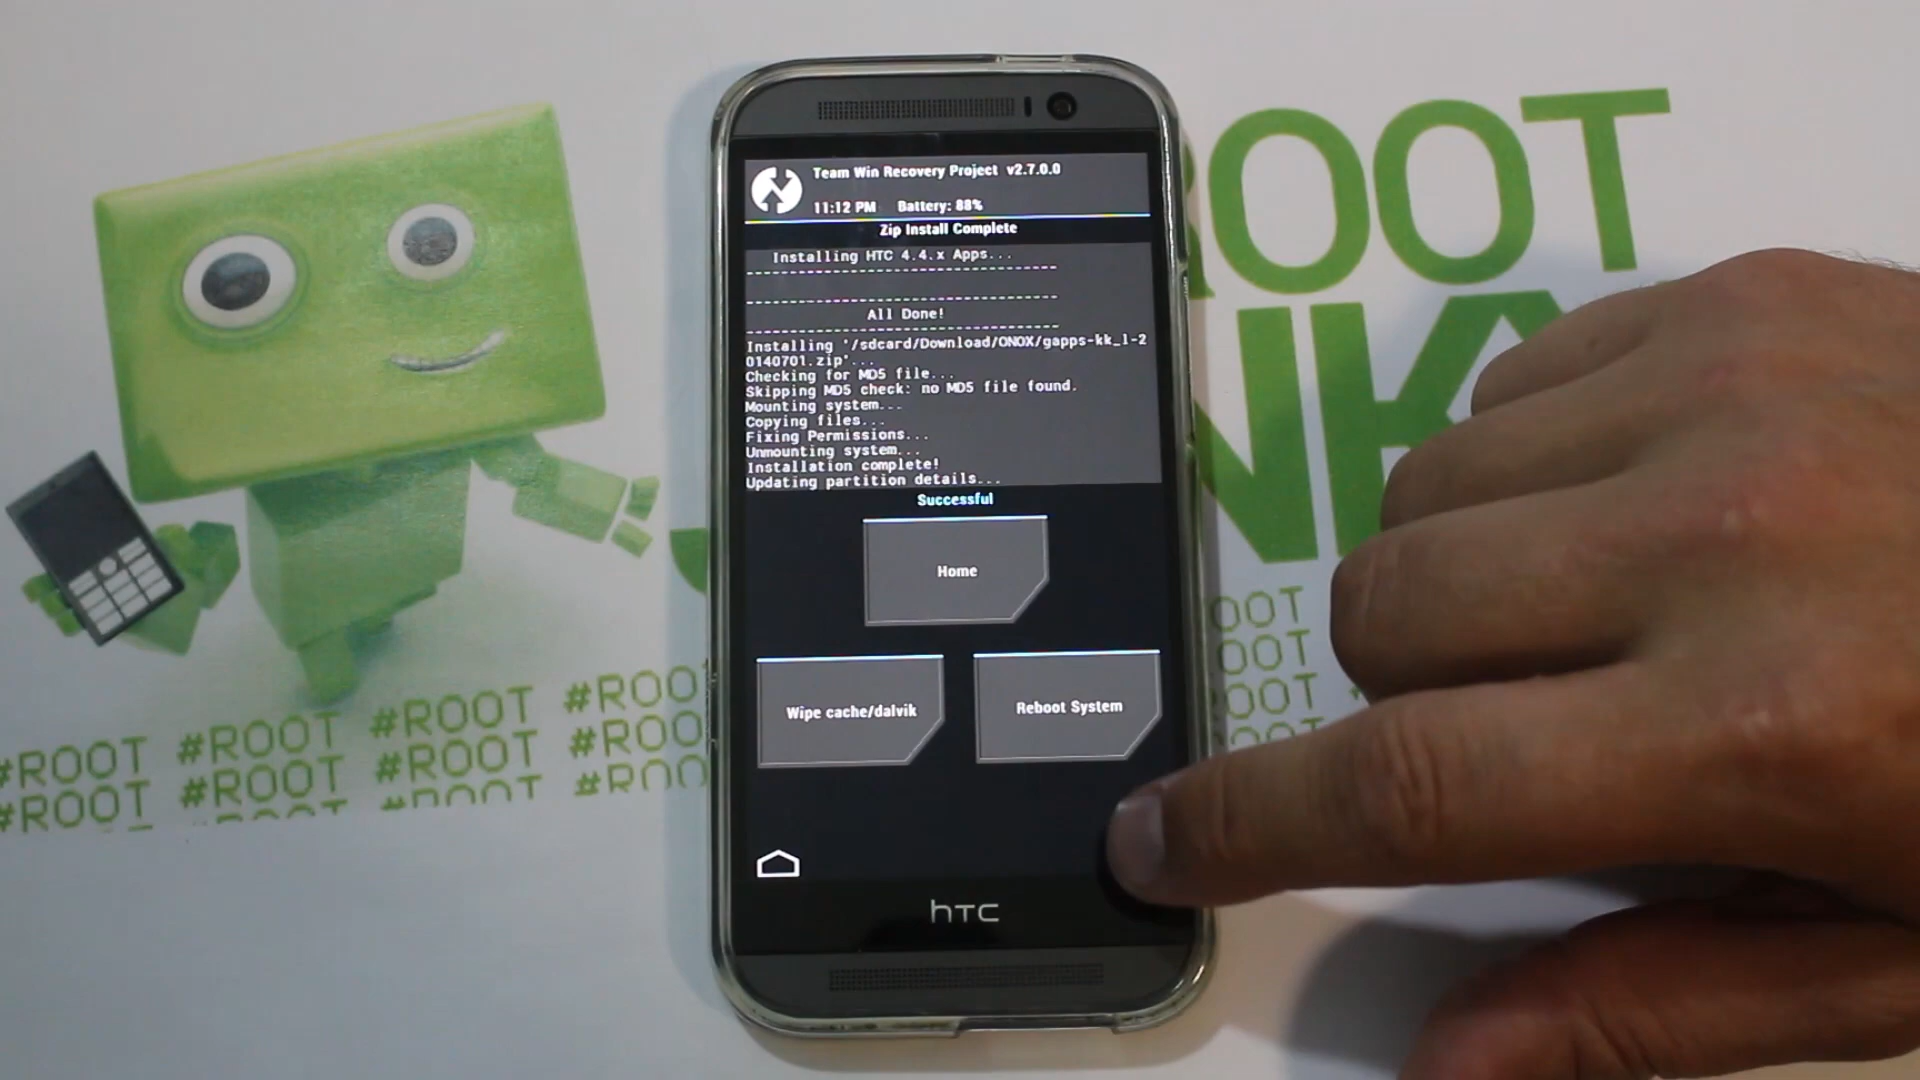 Team Win Recovery Project v2.7.0.0
11:12 PM Battery: 88%
Zip Install Complete
Installing HTC 4.4.x Apps...
--------------------------------------
--------------------------------------
All Done!
--------------------------------------
Installing '/sdcard/Download/ONOX/gapps-kk_l-2
0140701.zip'...
Checking for MD5 file...
Skipping MD5 check: no MD5 file found.
Mounting system...
Copying files...
Fixing Permissions...
Unmounting system...
Installation complete!
Updating partition details...
Successful
Home
Wipe cache/dalvik
Reboot System
hTC
ROOT
NK
#ROOT #ROOT #ROO
#ROOT #ROOT #ROO
#ROOT #ROOT #ROOT #ROO
OOT
OOT
OOT